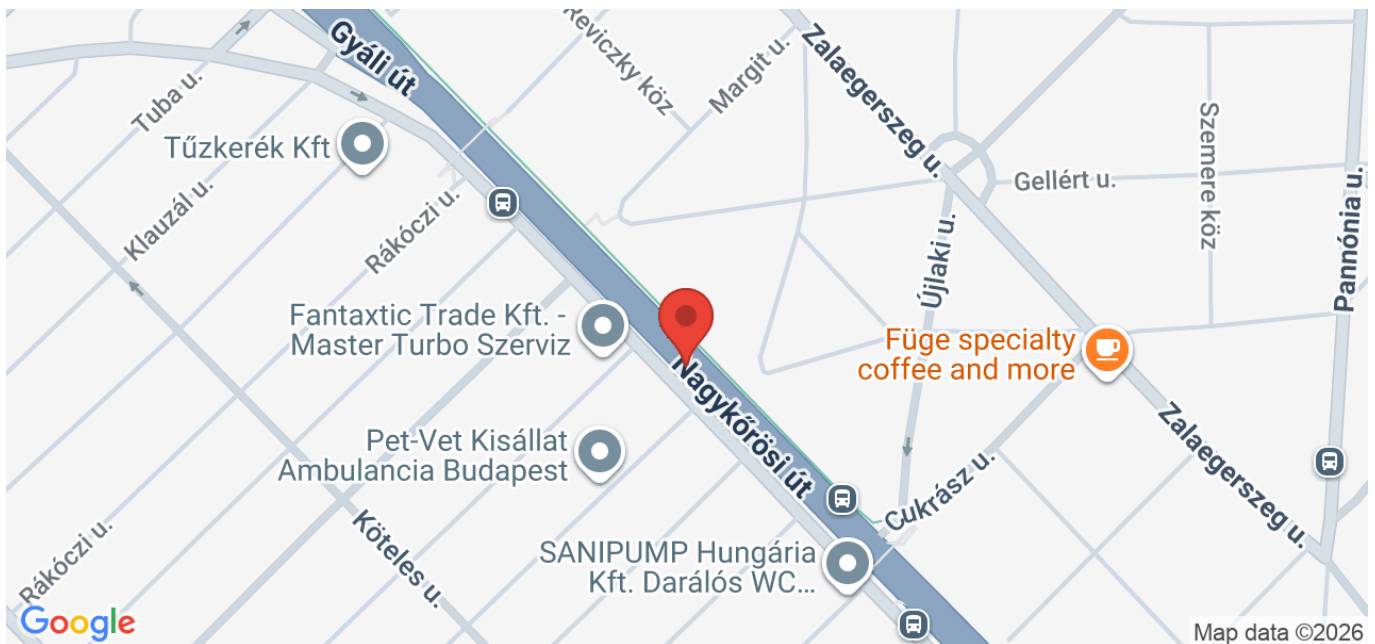 Gyáli út
Reviczky köz
Margit u.
Zalaegerszeg u.
Tuba u.
Tűzkerék Kft
Szemere köz
Gellért u.
Pannónia u.
Klauzál u.
Rákóczi u.
Újlaki u.
Fantaxtic Trade Kft. -
Master Turbo Szerviz
Füge specialty
coffee and more
Nagykőrösi út
Pet-Vet Kisállat
Ambulancia Budapest
Zalaegerszeg u.
Cukrász u.
Rákóczi u.
Köteles u.
SANIPUMP Hungária
Kft. Darálós WC...
Google
Map data ©2026